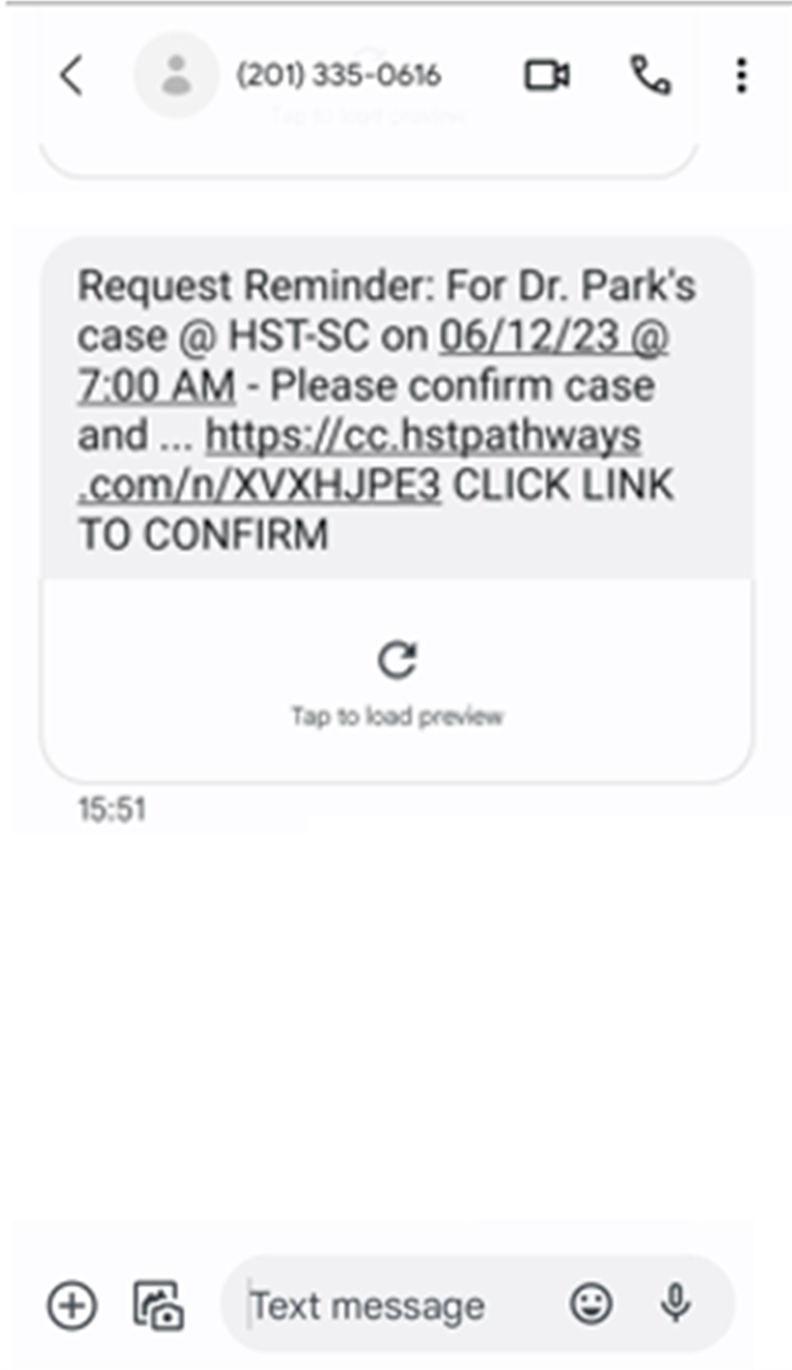 (201) 335-0616
Tap to load preview
Request Reminder: For Dr. Park's
case @ HST-SC on 06/12/23 @
7:00 AM - Please confirm case
and ... https://cc.hstpathways
.com/n/XVXHJPE3 CLICK LINK
TO CONFIRM
Tap to load preview
15:51
Text message